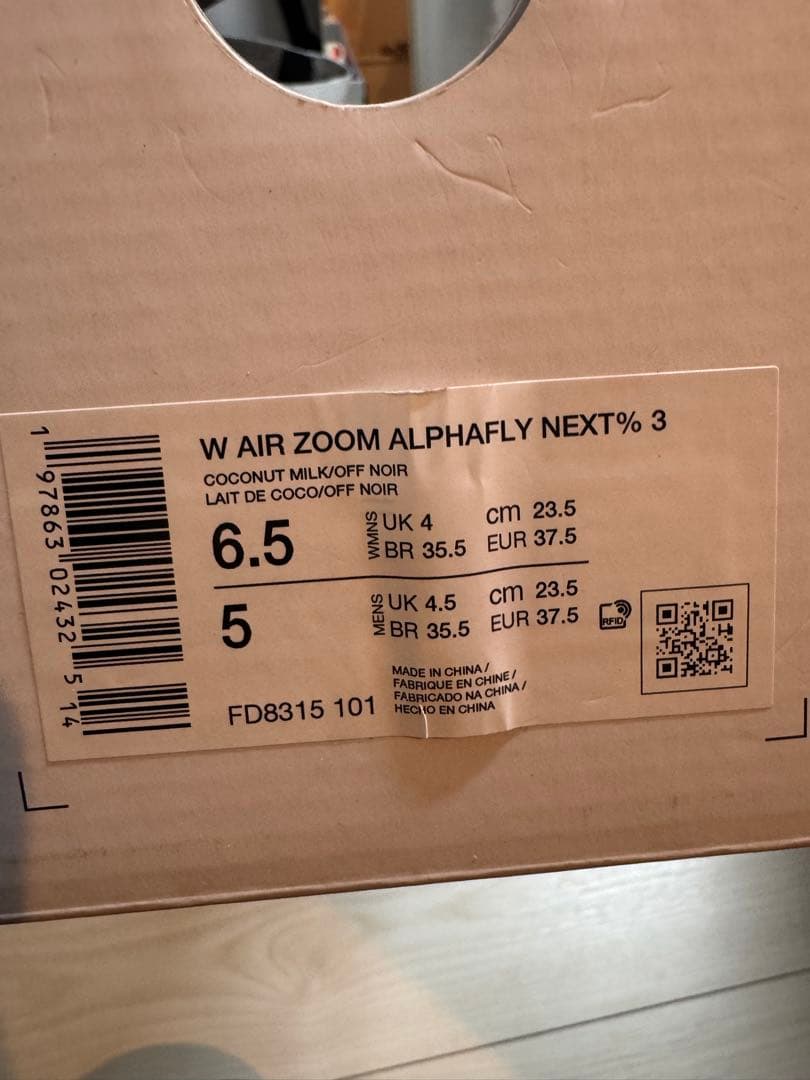 W AIR ZOOM ALPHAFLY NEXT% 3
COCONUT MILK/OFF NOIR
LAIT DE COCO/OFF NOIR
6.5 WMNS UK 4 cm 23.5
BR 35.5 EUR 37.5
5 MENS UK 4.5 cm 23.5
BR 35.5 EUR 37.5
RFID
MADE IN CHINA /
FABRIQUE EN CHINE /
FABRICADO NA CHINA /
HECHO EN CHINA
FD8315 101
1 97863 02432 5 14